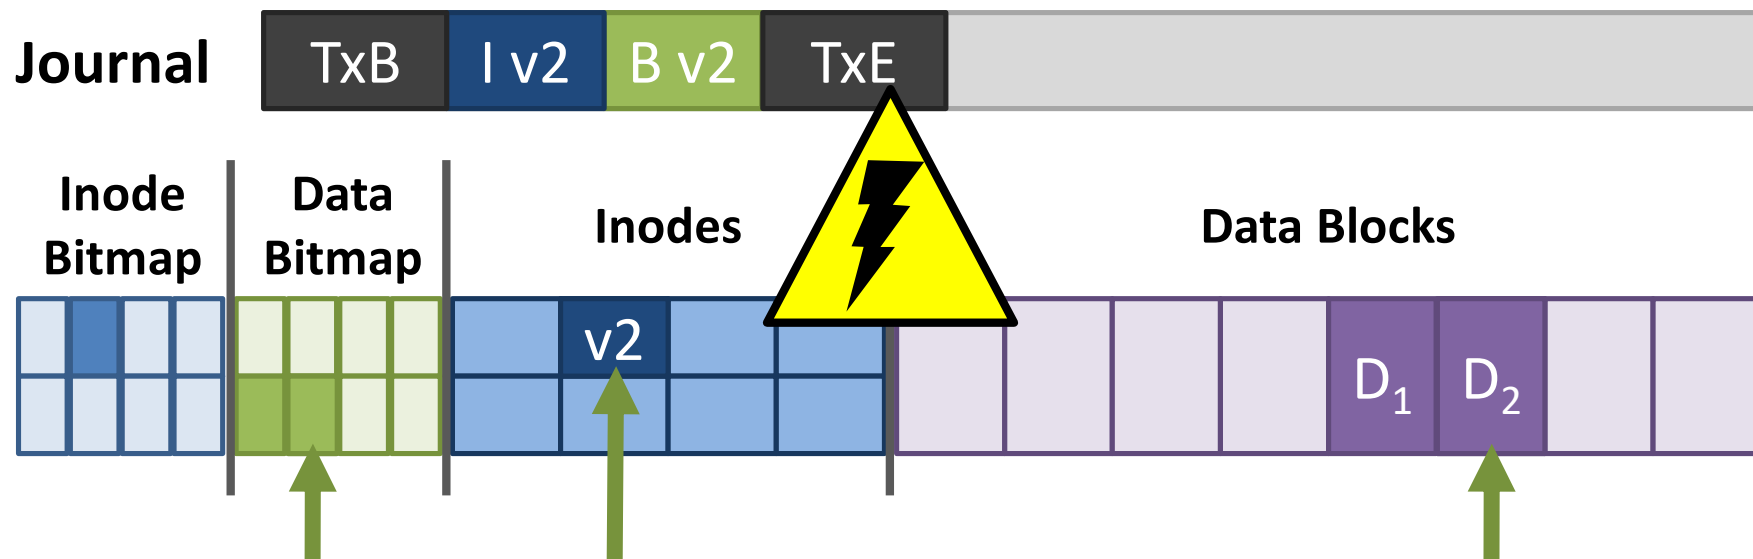 Journal TxB I v2 B v2 TxE
Inode
Bitmap
Data
Bitmap
Inodes
Data Blocks
v2
D₁ D₂